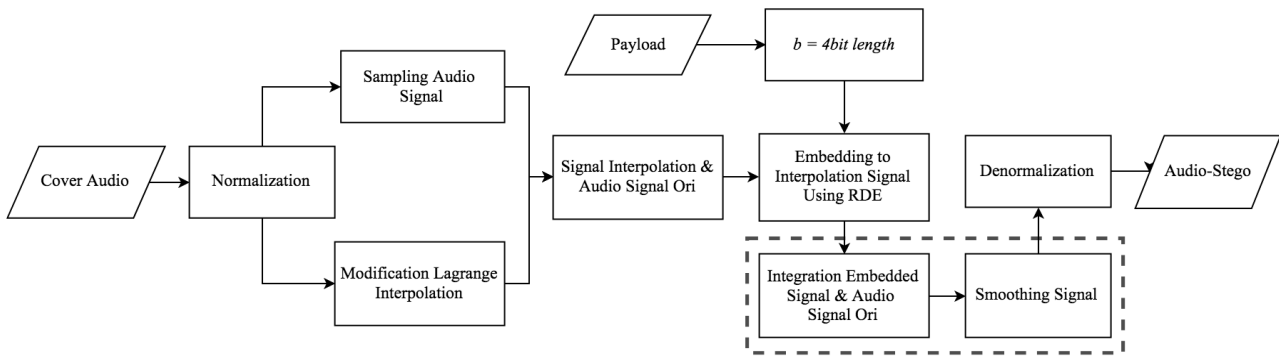 Payload
b = 4bit length
Sampling Audio
Signal
Cover Audio
Normalization
Signal Interpolation &
Audio Signal Ori
Embedding to
Interpolation Signal
Using RDE
Denormalization
Audio-Stego
Modification Lagrange
Interpolation
Integration Embedded
Signal & Audio
Signal Ori
Smoothing Signal